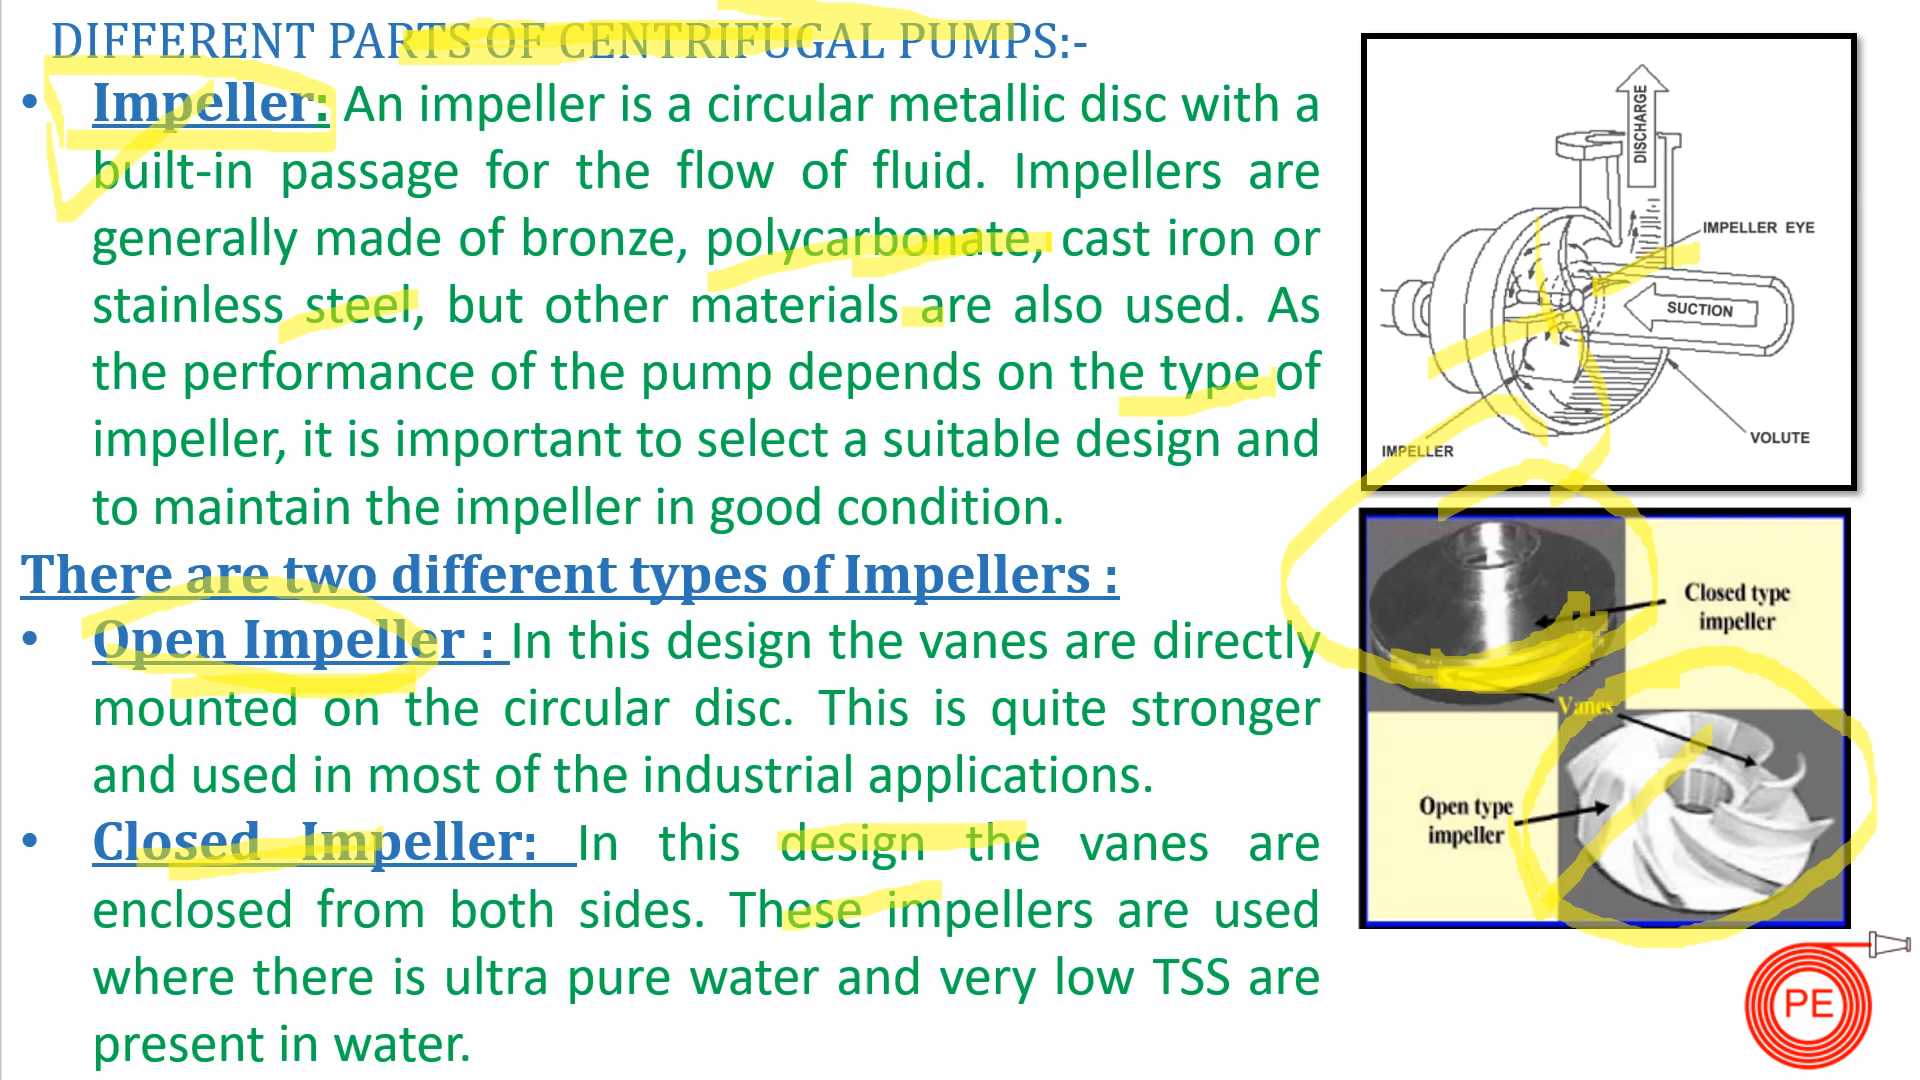 DIFFERENT PARTS OF CENTRIFUGAL PUMPS:-
• Impeller: An impeller is a circular metallic disc with a
built-in passage for the flow of fluid. Impellers are
generally made of bronze, polycarbonate, cast iron or
stainless steel, but other materials are also used. As
the performance of the pump depends on the type of
impeller, it is important to select a suitable design and
to maintain the impeller in good condition.
There are two different types of Impellers :
• Open Impeller : In this design the vanes are directly
mounted on the circular disc. This is quite stronger
and used in most of the industrial applications.
• Closed Impeller: In this design the vanes are
enclosed from both sides. These impellers are used
where there is ultra pure water and very low TSS are
present in water.
DISCHARGE
IMPELLER EYE
SUCTION
VOLUTE
IMPELLER
Closed type
impeller
Vanes
Open type
impeller
PE